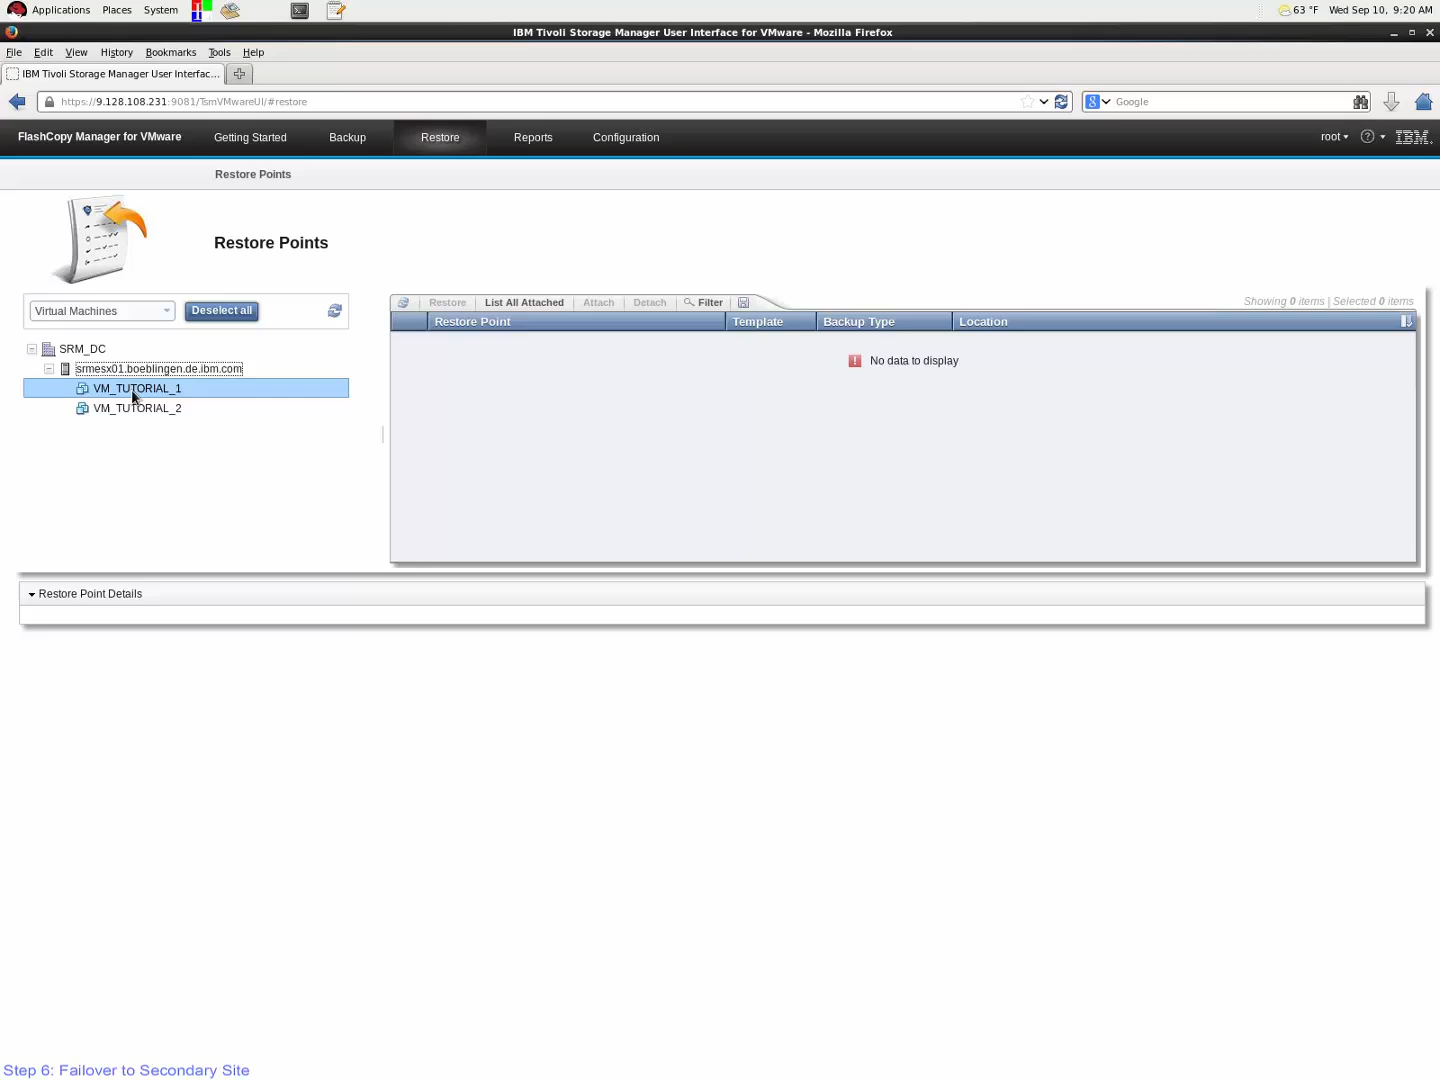 Applications Places System 63 °F Wed Sep 10, 9:20 AM
IBM Tivoli Storage Manager User Interface for VMware - Mozilla Firefox
File Edit View History Bookmarks Tools Help
IBM Tivoli Storage Manager User Interfac...
https://9.128.108.231:9081/TsmVMwareUI/#restore Google
FlashCopy Manager for VMware Getting Started Backup Restore Reports Configuration root ? IBM.
Restore Points
Restore Points
Virtual Machines Deselect all
Restore List All Attached Attach Detach Filter Showing 0 items | Selected 0 items
Restore Point Template Backup Type Location
No data to display
SRM_DC
srmesx01.boeblingen.de.ibm.com
VM_TUTORIAL_1
VM_TUTORIAL_2
Restore Point Details
Step 6: Failover to Secondary Site